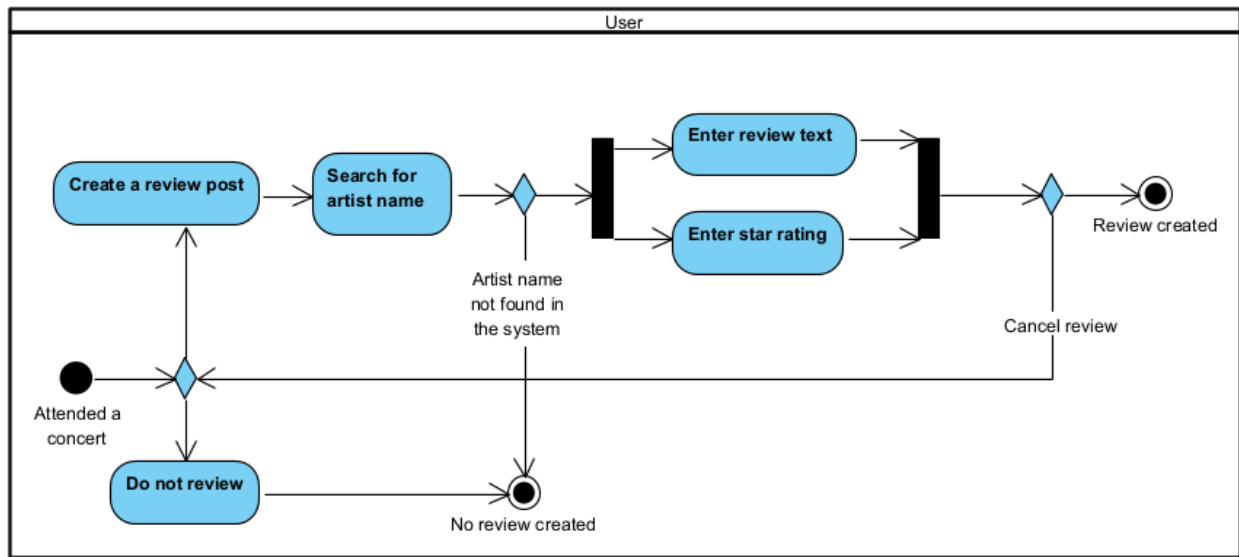 User
Enter review text
Create a review post
Search for
artist name
Enter star rating
Review created
Artist name
not found in
the system
Cancel review
Attended a
concert
Do not review
No review created